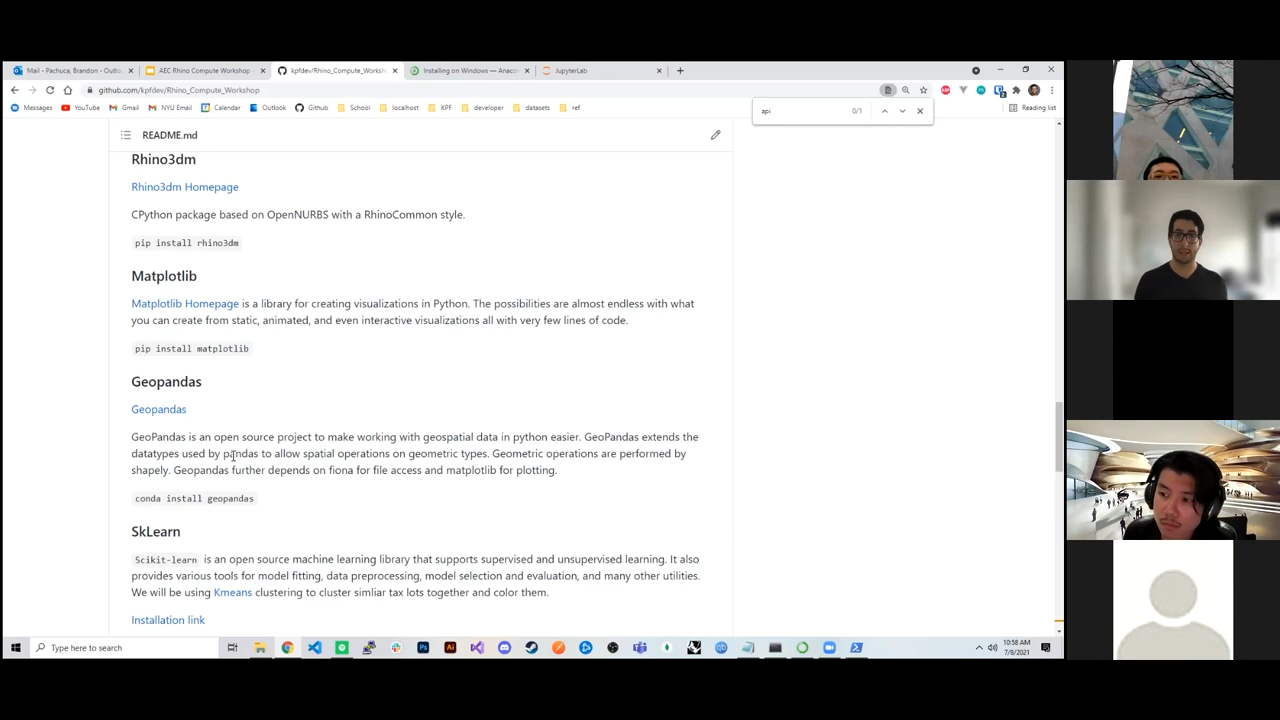 Mail - Pachuca, Brandon - Outlo
AEC Rhino Compute Workshop -
kpfdev/Rhino_Compute_Worksh
Installing on Windows — Anaco
JupyterLab
github.com/kpfdev/Rhino_Compute_Workshop
Messages
YouTube
Gmail
NYU Email
Calendar
Outlook
Github
School
localhost
KPF
developer
datasets
ref
Reading list
api
0/1
README.md
Rhino3dm
Rhino3dm Homepage
CPython package based on OpenNURBS with a RhinoCommon style.
pip install rhino3dm
Matplotlib
Matplotlib Homepage is a library for creating visualizations in Python. The possibilities are almost endless with what
you can create from static, animated, and even interactive visualizations all with very few lines of code.
pip install matplotlib
Geopandas
Geopandas
GeoPandas is an open source project to make working with geospatial data in python easier. GeoPandas extends the
datatypes used by pandas to allow spatial operations on geometric types. Geometric operations are performed by
shapely. Geopandas further depends on fiona for file access and matplotlib for plotting.
conda install geopandas
SkLearn
Scikit-learn is an open source machine learning library that supports supervised and unsupervised learning. It also
provides various tools for model fitting, data preprocessing, model selection and evaluation, and many other utilities.
We will be using Kmeans clustering to cluster simliar tax lots together and color them.
Installation link
Type here to search
10:58 AM
7/8/2021